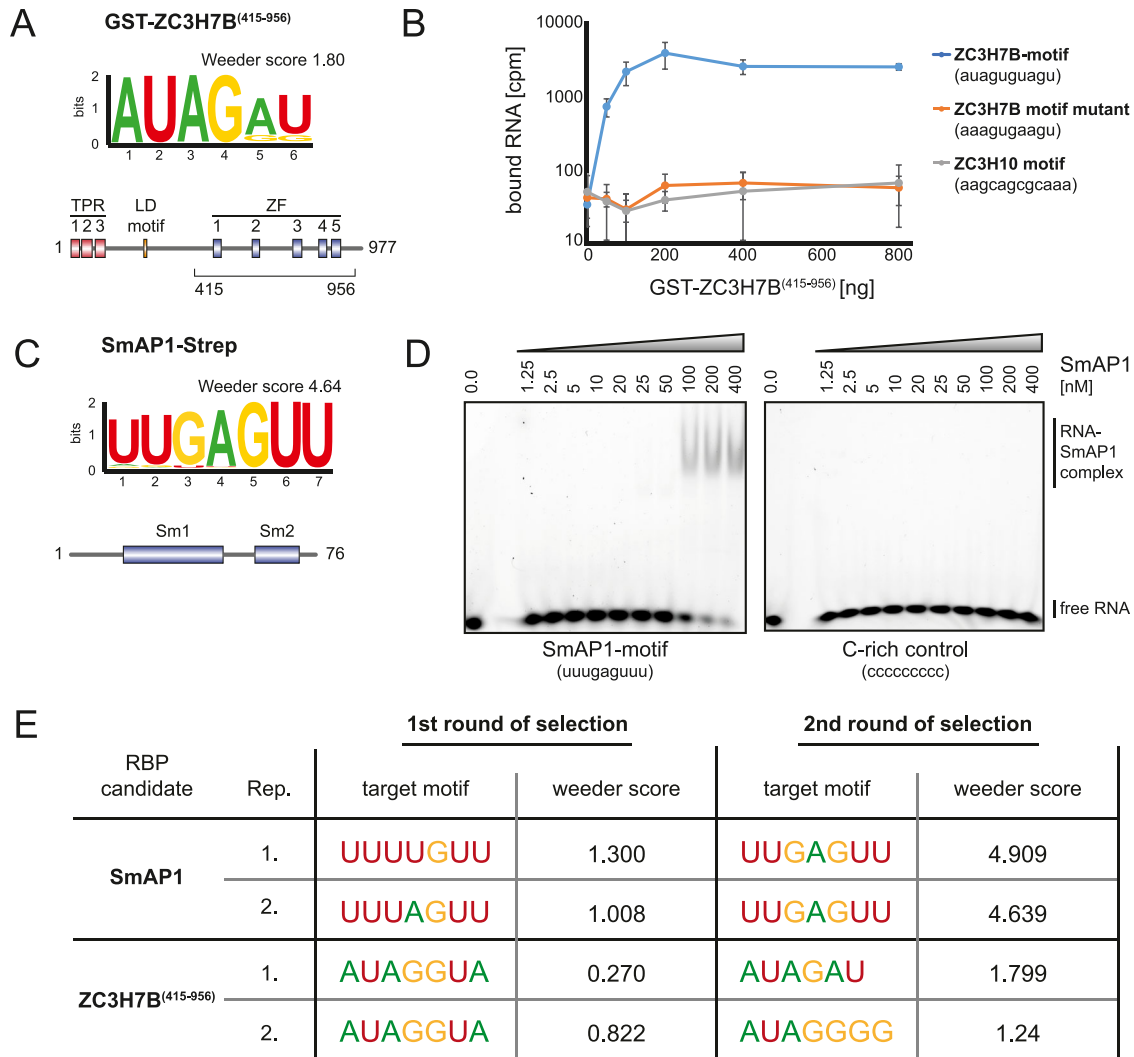 A
GST-ZC3H7B(415-956)
Weeder score 1.80
2
bits
1
0
AUAGAU
GG
1 2 3 4 5 6
TPR LD motif ZF
1 2 3 1 2 3 4 5
1 977
415 956
B
10000
1000
100
10
bound RNA [cpm]
0 200 400 600 800
GST-ZC3H7B(415-956) [ng]
ZC3H7B-motif
(auaguguagu)
ZC3H7B motif mutant
(aaagugaagu)
ZC3H10 motif
(aagcagcgcaaa)
C
SmAP1-Strep
Weeder score 4.64
2
bits
1
0
UUGAGUU
1 2 3 4 5 6 7
Sm1 Sm2
1 76
D
0.0 1.25 2.5 5 10 20 25 50 100 200 400
0.0 1.25 2.5 5 10 20 25 50 100 200 400
SmAP1
[nM]
RNA-
SmAP1
complex
free RNA
SmAP1-motif
(uuugaguuu)
C-rich control
(ccccccccc)
E
1st round of selection 2nd round of selection
RBP candidate Rep. target motif weeder score target motif weeder score
SmAP1
1. UUUUGUU 1.300 UUGAGUU 4.909
2. UUUAGUU 1.008 UUGAGUU 4.639
ZC3H7B(415-956)
1. AUAGGUA 0.270 AUAGAU 1.799
2. AUAGGUA 0.822 AUAGGGG 1.24